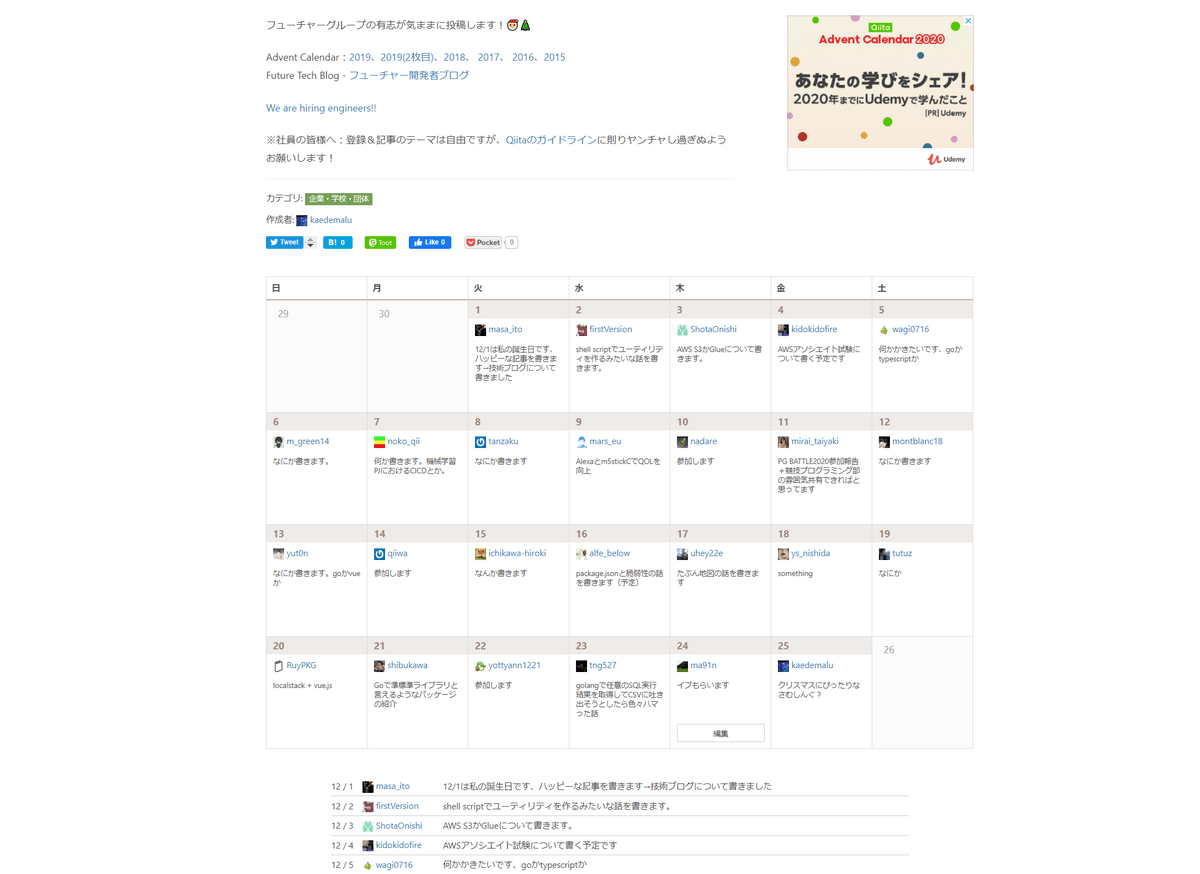 フューチャーグループの有志が気ままに投稿します！🎅🎄
Advent Calendar：2019、2019(2枚目)、2018、 2017、 2016、2015
Future Tech Blog - フューチャー開発者ブログ
We are hiring engineers!!
※社員の皆様へ：登録＆記事のテーマは自由ですが、Qiitaのガイドラインに則りヤンチャし過ぎぬよう
お願いします！
Qiita
Advent Calendar 2020
あなたの学びをシェア!
2020年までにUdemyで学んだこと
[PR] Udemy
Udemy
カテゴリ: 企業・学校・団体
作成者: kaedemalu
Tweet
B! 0
Toot
Like 0
Pocket 0
日 月 火 水 木 金 土
29
30
1
masa_ito
12/1は私の誕生日です、
ハッピーな記事を書きま
す→技術ブログについて
書きました
2
firstVersion
shell scriptでユーティリテ
ィを作るみたいな話を書
きます。
3
ShotaOnishi
AWS S3かGlueについて書
きます。
4
kidokidofire
AWSアソシエイト試験に
ついて書く予定です
5
wagi0716
何かかきたいです、goか
typescriptか
6
m_green14
なにか書きます。
7
noko_qii
何か書きます。機械学習
PJにおけるCICDとか。
8
tanzaku
なにか書きます
9
mars_eu
Alexaとm5stickCでQOLを
向上
10
nadare
参加します
11
mirai_taiyaki
PG BATTLE2020参加報告
＋競技プログラミング部
の雰囲気共有できればと
思ってます
12
montblanc18
なにか書きます
13
yut0n
なにか書きます。goかvue
か
14
qiiwa
参加します
15
ichikawa-hiroki
なんか書きます
16
alfe_below
package.jsonと脆弱性の話
を書きます（予定）
17
uhey22e
たぶん地図の話を書きま
す
18
ys_nishida
something
19
tutuz
なにか
20
RuyPKG
localstack + vue.js
21
shibukawa
Goで準標準ライブラリと
言えるようなパッケージ
の紹介
22
yottyann1221
参加します
23
tng527
golangで任意のSQL実行
結果を取得してCSVに吐き
出そうとしたら色々ハマ
った話
24
ma91n
イブもらいます
編集
25
kaedemalu
クリスマスにぴったりな
さむしんぐ？
26
12 / 1 masa_ito 12/1は私の誕生日です、ハッピーな記事を書きます→技術ブログについて書きました
12 / 2 firstVersion shell scriptでユーティリティを作るみたいな話を書きます。
12 / 3 ShotaOnishi AWS S3かGlueについて書きます。
12 / 4 kidokidofire AWSアソシエイト試験について書く予定です
12 / 5 wagi0716 何かかきたいです、goかtypescriptか